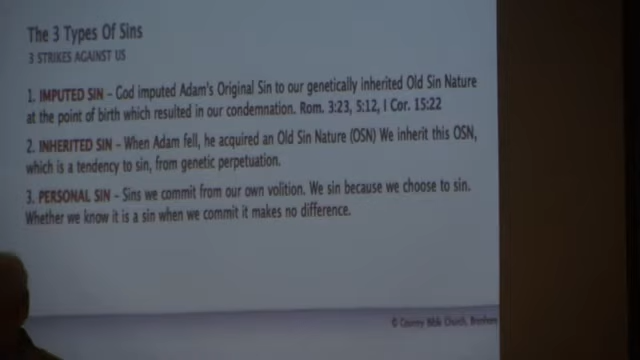 The 3 Types Of Sins
3 STRIKES AGAINST US
1. IMPUTED SIN – God imputed Adam's Original Sin to our genetically inherited Old Sin Nature
at the point of birth which resulted in our condemnation. Rom. 3:23, 5:12, I Cor. 15:22
2. INHERITED SIN – When Adam fell, he acquired an Old Sin Nature (OSN) We inherit this OSN,
which is a tendency to sin, from genetic perpetuation.
3. PERSONAL SIN – Sins we commit from our own volition. We sin because we choose to sin.
Whether we know it is a sin when we commit it makes no difference.
© Country Bible Church, Brenham